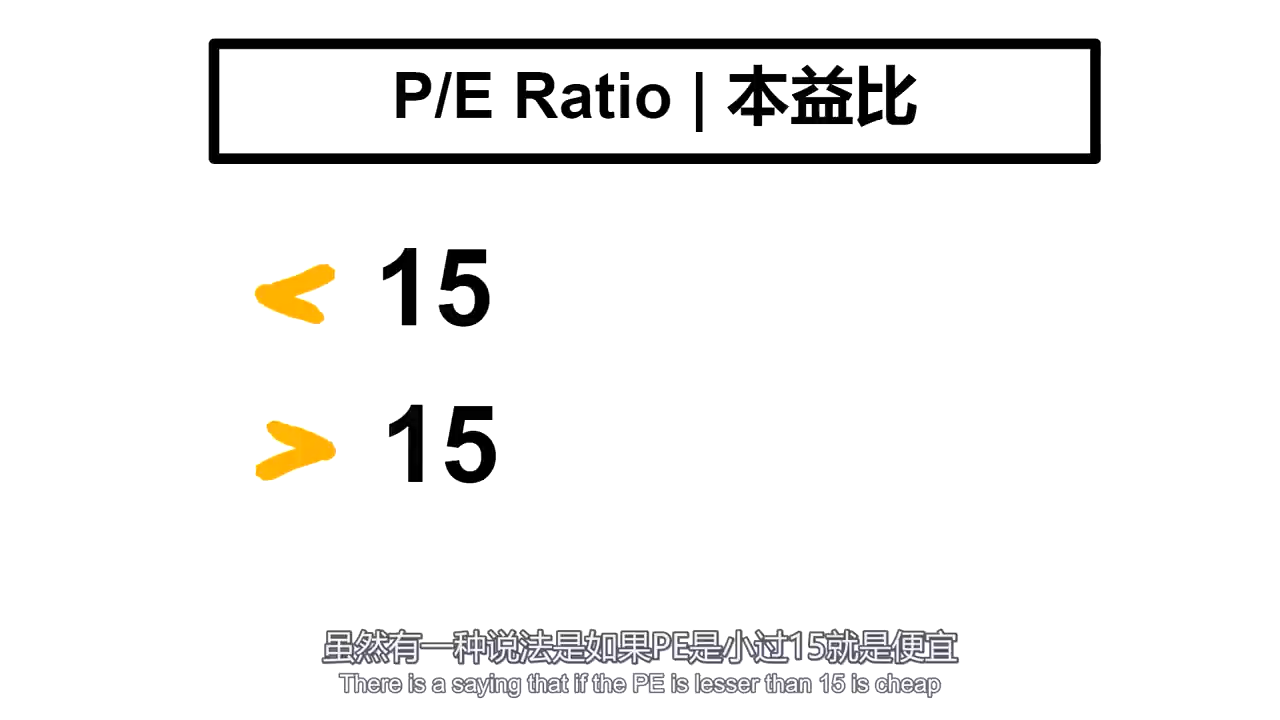 P/E Ratio | 本益比
< 15
> 15
虽然有一种说法是如果PE是小过15就是便宜
There is a saying that if the PE is lesser than 15 is cheap